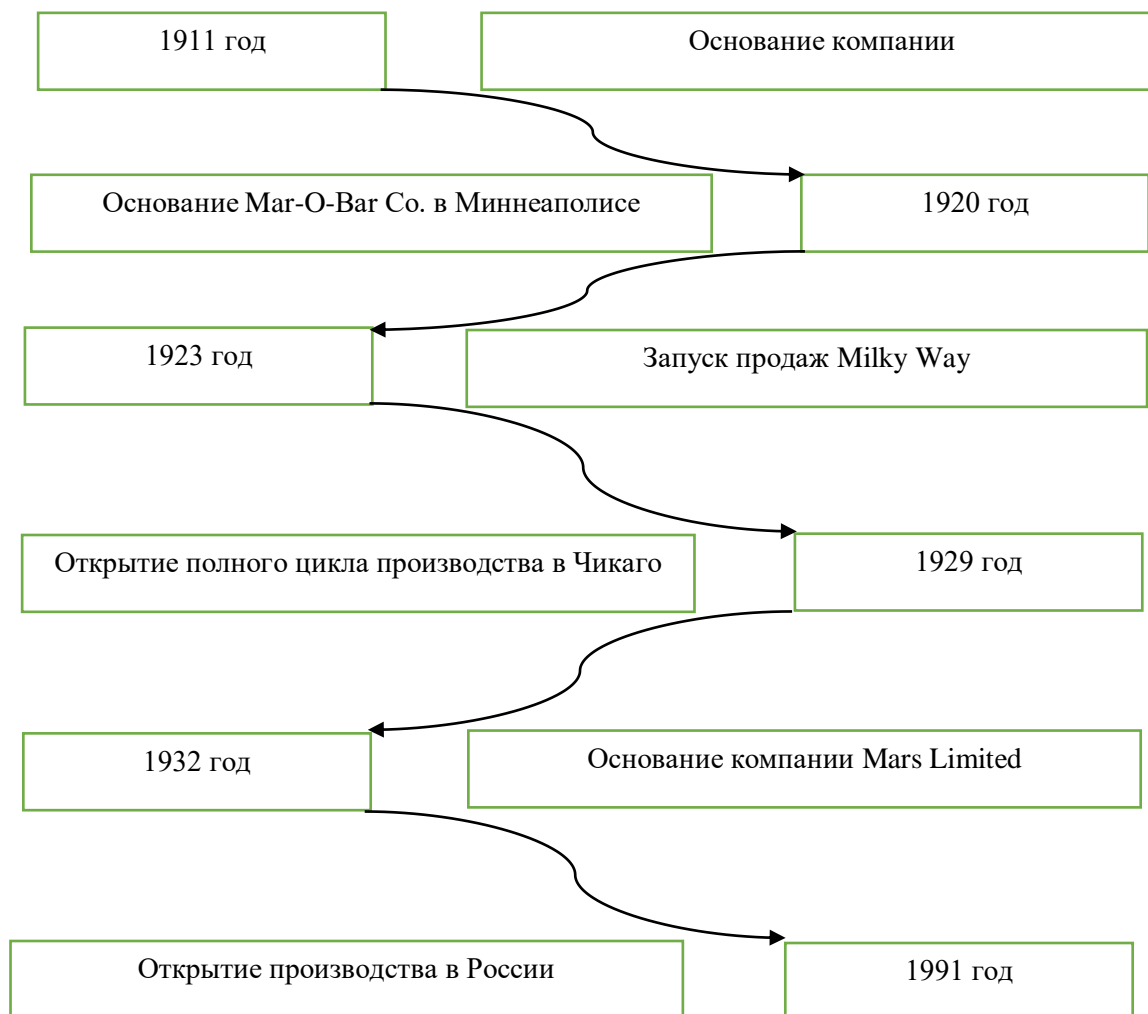 1911 год
Основание компании
Основание Mar-O-Bar Co. в Миннеаполисе
1920 год
1923 год
Запуск продаж Milky Way
Открытие полного цикла производства в Чикаго
1929 год
1932 год
Основание компании Mars Limited
Открытие производства в России
1991 год